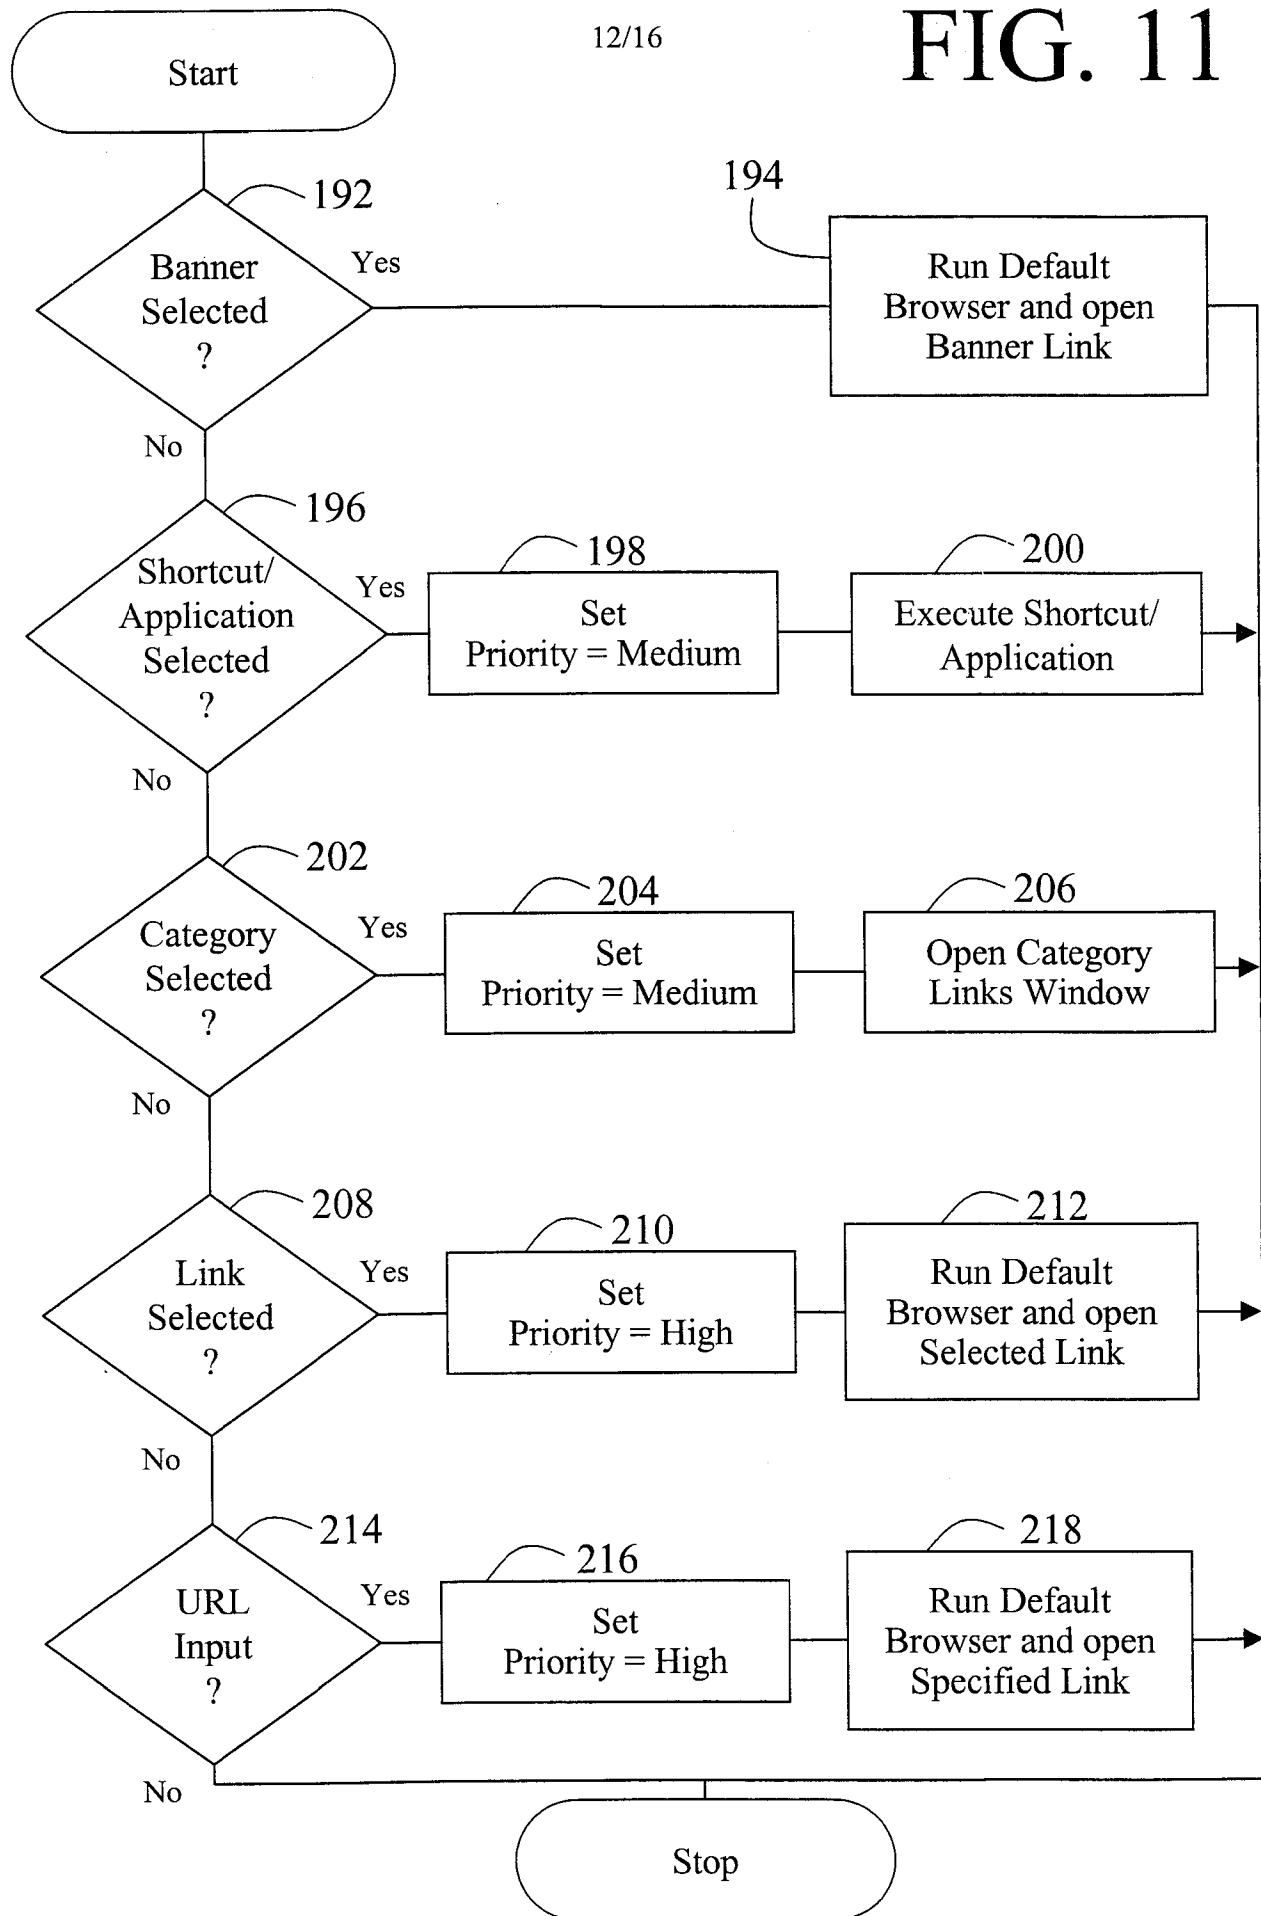 12/16
FIG. 11
Start
192
Banner
Selected
?
Yes
194
Run Default
Browser and open
Banner Link
No
196
Shortcut/
Application
Selected
?
Yes
198
Set
Priority = Medium
200
Execute Shortcut/
Application
No
202
Category
Selected
?
Yes
204
Set
Priority = Medium
206
Open Category
Links Window
No
208
Link
Selected
?
Yes
210
Set
Priority = High
212
Run Default
Browser and open
Selected Link
No
214
URL
Input
?
Yes
216
Set
Priority = High
218
Run Default
Browser and open
Specified Link
No
Stop